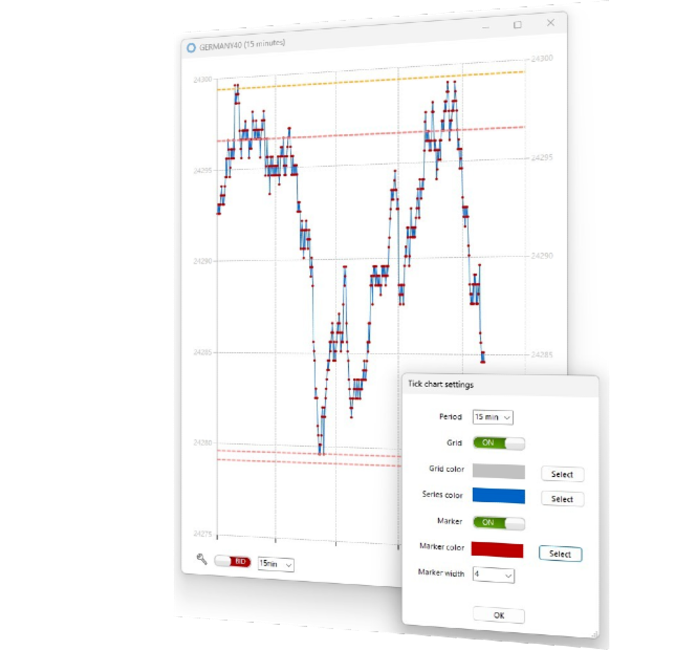 GERMANY40 (15 minutes)
24300
24300
24295
24295
24290
24290
24285
24285
24280
24275
BID
15min
Tick chart settings
Period
15 min
Grid
ON
Grid color
Select
Series color
Select
Marker
ON
Marker color
Select
Marker width
4
OK